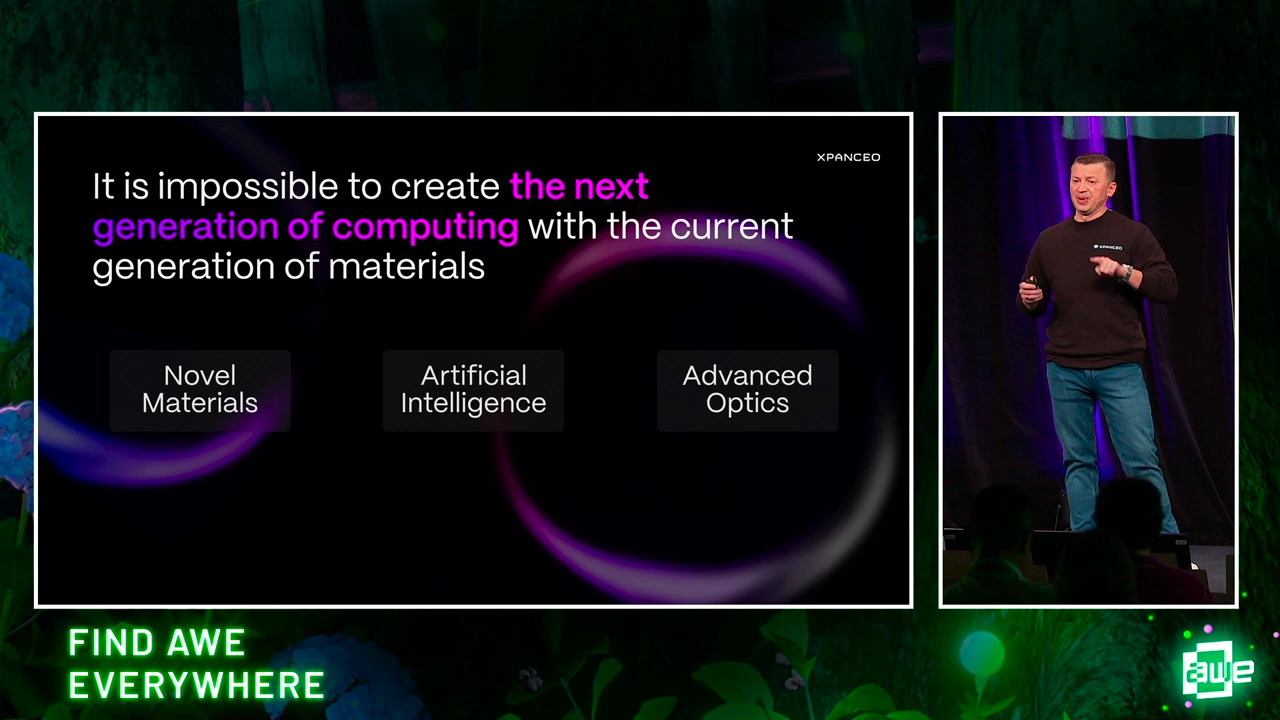 XPANCEO
It is impossible to create the next
generation of computing with the current
generation of materials
Novel
Materials
Artificial
Intelligence
Advanced
Optics
XPANCEO
FIND AWE
EVERYWHERE
awe